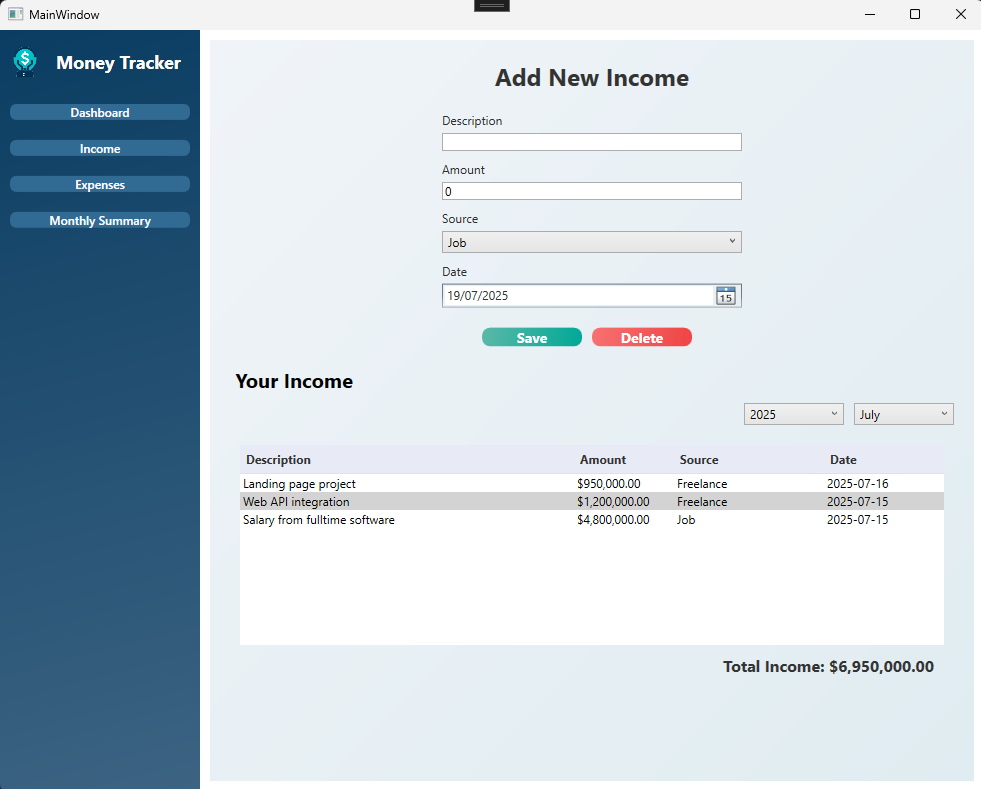 MainWindow
Money Tracker
Dashboard
Income
Expenses
Monthly Summary
Add New Income
Description
Amount
0
Source
Job
Date
19/07/2025 15
Save Delete
Your Income
2025 July
Description Amount Source Date
Landing page project $950,000.00 Freelance 2025-07-16
Web API integration $1,200,000.00 Freelance 2025-07-15
Salary from fulltime software $4,800,000.00 Job 2025-07-15
Total Income: $6,950,000.00